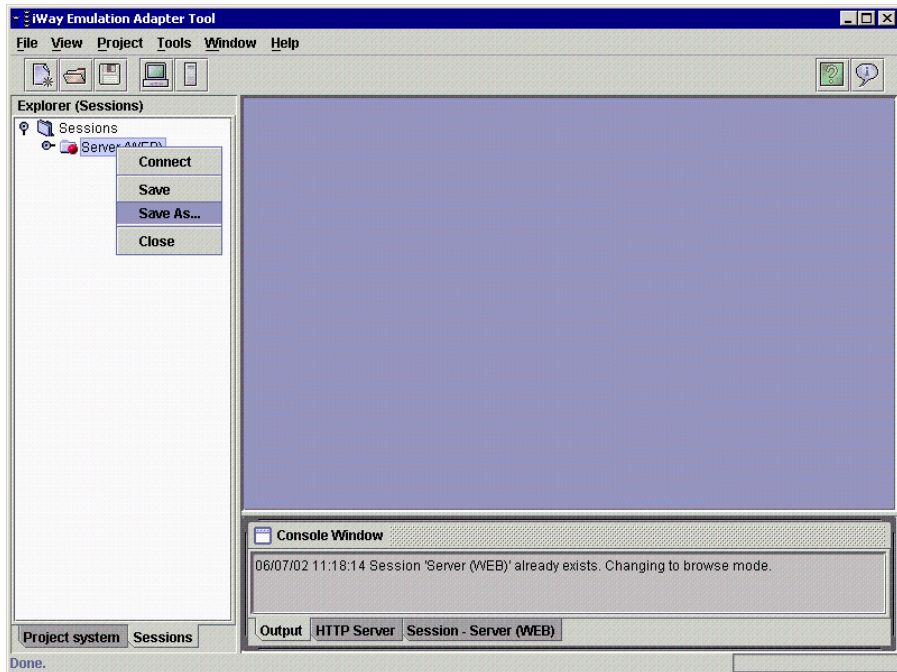 iWay Emulation Adapter Tool
File View Project Tools Window Help
Explorer (Sessions)
Sessions
Server (WEB)
Connect
Save
Save As...
Close
Console Window
06/07/02 11:18:14 Session 'Server (WEB)' already exists. Changing to browse mode.
Output HTTP Server Session - Server (WEB)
Project system Sessions
Done.